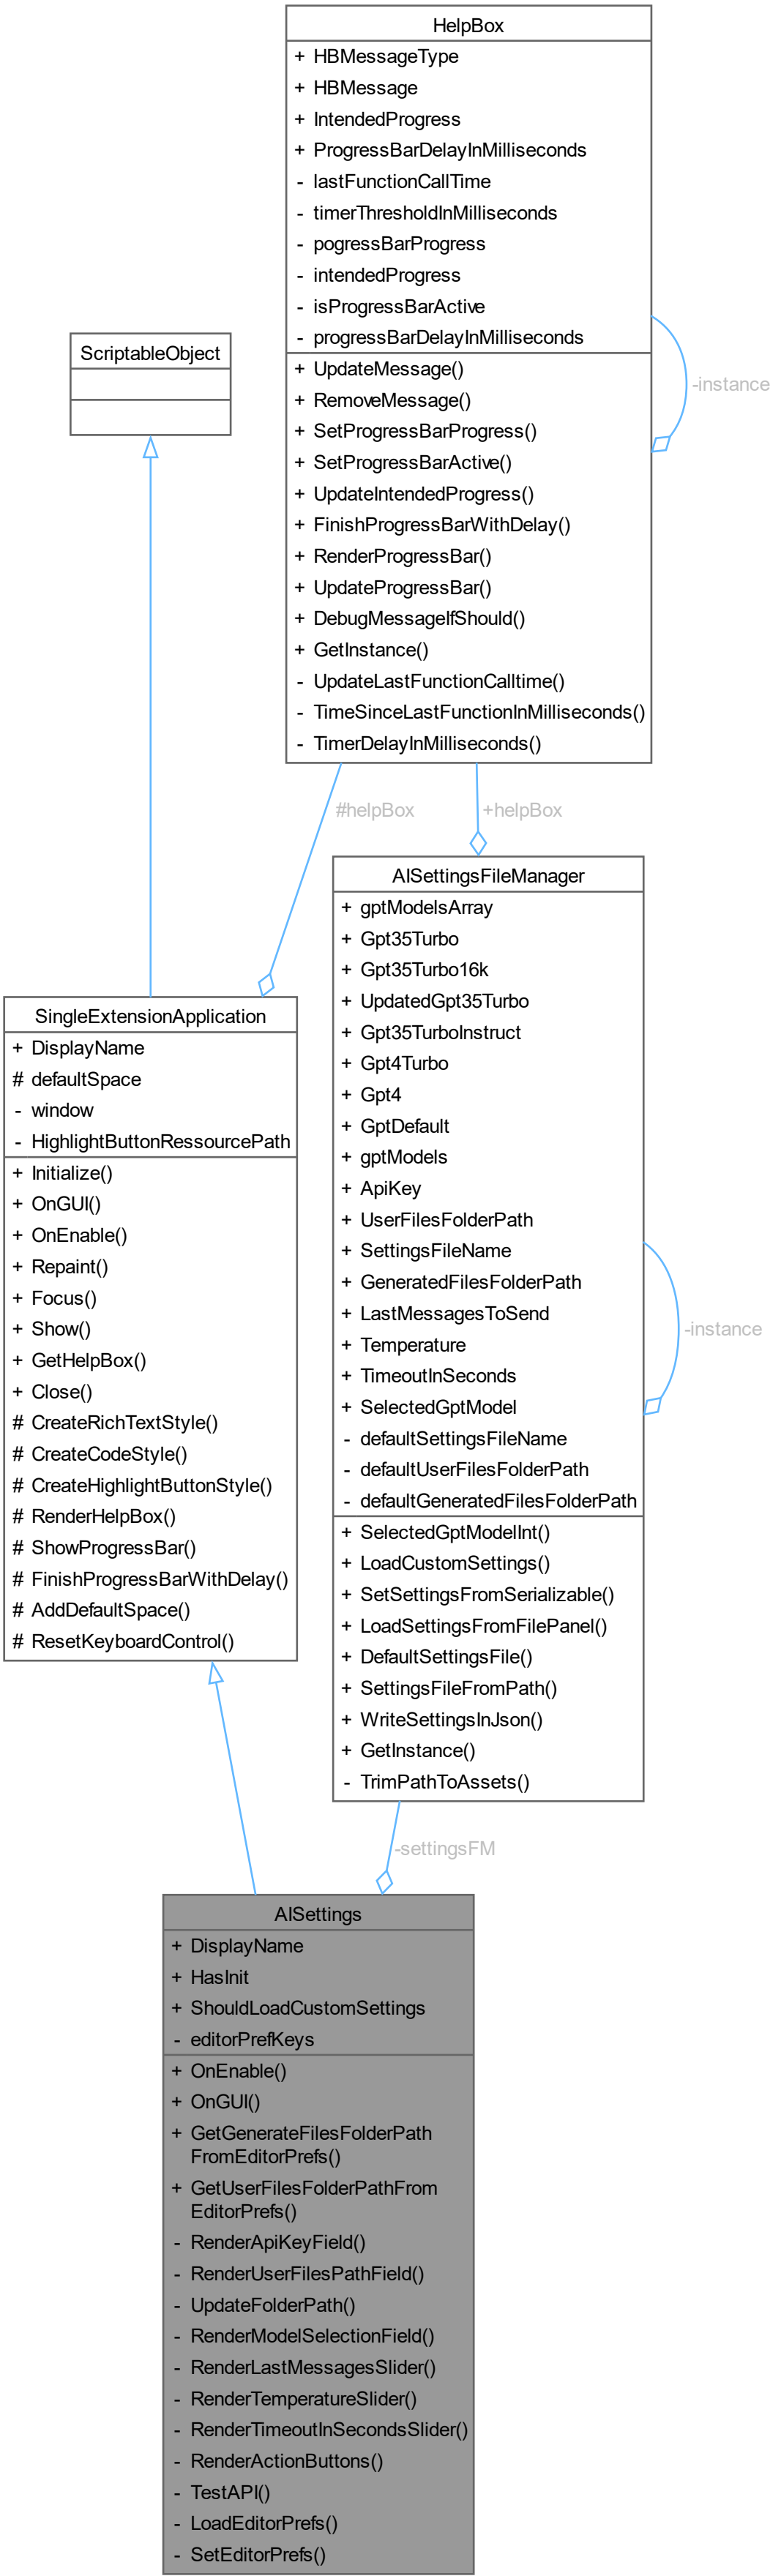 HelpBox
+ HBMessageType
+ HBMessage
+ IntendedProgress
+ ProgressBarDelayInMilliseconds
- lastFunctionCallTime
- timerThresholdInMilliseconds
- pogressBarProgress
- intendedProgress
- isProgressBarActive
- progressBarDelayInMilliseconds
+ UpdateMessage()
+ RemoveMessage()
+ SetProgressBarProgress()
+ SetProgressBarActive()
+ UpdateIntendedProgress()
+ FinishProgressBarWithDelay()
+ RenderProgressBar()
+ UpdateProgressBar()
+ DebugMessageIfShould()
+ GetInstance()
- UpdateLastFunctionCalltime()
- TimeSinceLastFunctionInMilliseconds()
- TimerDelayInMilliseconds()
-instance
ScriptableObject
#helpBox
+helpBox
AISettingsFileManager
+ gptModelsArray
+ Gpt35Turbo
+ Gpt35Turbo16k
+ UpdatedGpt35Turbo
+ Gpt35TurboInstruct
+ Gpt4Turbo
+ Gpt4
+ GptDefault
+ gptModels
+ ApiKey
+ UserFilesFolderPath
+ SettingsFileName
+ GeneratedFilesFolderPath
+ LastMessagesToSend
+ Temperature
+ TimeoutInSeconds
+ SelectedGptModel
- defaultSettingsFileName
- defaultUserFilesFolderPath
- defaultGeneratedFilesFolderPath
+ SelectedGptModelInt()
+ LoadCustomSettings()
+ SetSettingsFromSerializable()
+ LoadSettingsFromFilePanel()
+ DefaultSettingsFile()
+ SettingsFileFromPath()
+ WriteSettingsInJson()
+ GetInstance()
- TrimPathToAssets()
-instance
SingleExtensionApplication
+ DisplayName
# defaultSpace
- window
- HighlightButtonRessourcePath
+ Initialize()
+ OnGUI()
+ OnEnable()
+ Repaint()
+ Focus()
+ Show()
+ GetHelpBox()
+ Close()
# CreateRichTextStyle()
# CreateCodeStyle()
# CreateHighlightButtonStyle()
# RenderHelpBox()
# ShowProgressBar()
# FinishProgressBarWithDelay()
# AddDefaultSpace()
# ResetKeyboardControl()
-settingsFM
AISettings
+ DisplayName
+ HasInit
+ ShouldLoadCustomSettings
- editorPrefKeys
+ OnEnable()
+ OnGUI()
+ GetGenerateFilesFolderPath
FromEditorPrefs()
+ GetUserFilesFolderPathFrom
EditorPrefs()
- RenderApiKeyField()
- RenderUserFilesPathField()
- UpdateFolderPath()
- RenderModelSelectionField()
- RenderLastMessagesSlider()
- RenderTemperatureSlider()
- RenderTimeoutInSecondsSlider()
- RenderActionButtons()
- TestAPI()
- LoadEditorPrefs()
- SetEditorPrefs()